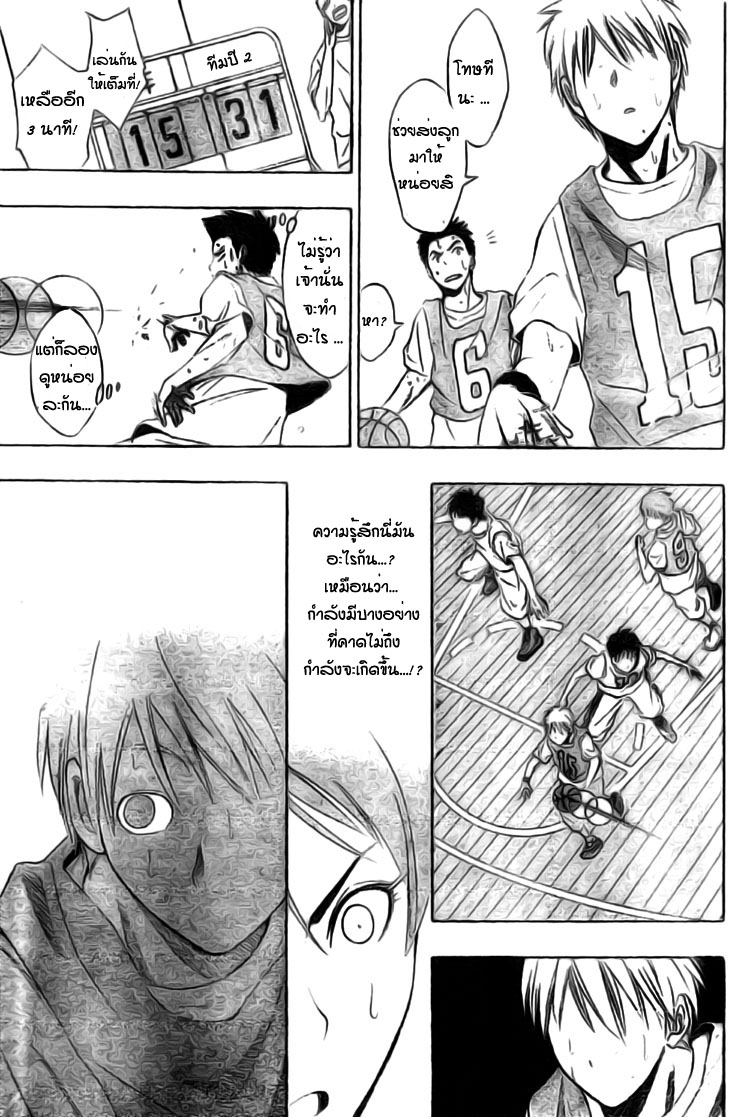 โทษที
นะ ...
ช่วยส่งลูก
มาให้
หน่อยสิ
หา?
15
6
ทีมปี 2
เล่นกัน
ให้เต็มที่!
เหลืออีก
3 นาที!
15 31
ไม่รู้ว่า
เจ้านั่น
จะทำ
อะไร ...
แต่ก็ลอง
ดูหน่อย
ละกัน...
6
ความรู้สึกนี่มัน
อะไรกัน...?
เหมือนว่า...
กำลังมีบางอย่าง
ที่คาดไม่ถึง
กำลังจะเกิดขึ้น...!?
9
15